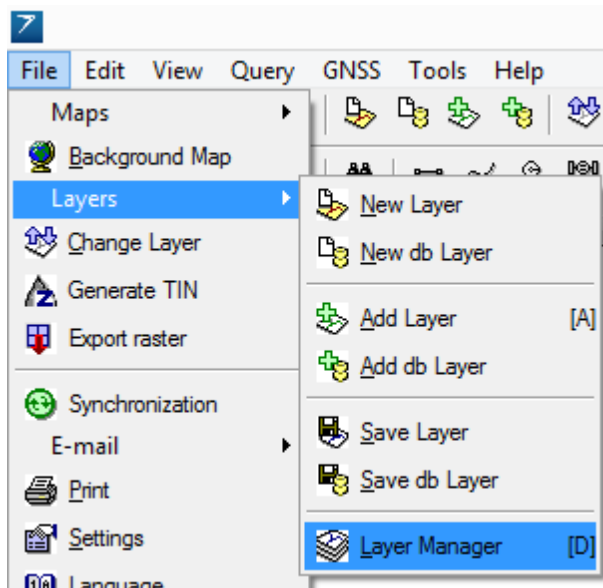 File Edit View Query GNSS Tools Help
Maps
Background Map
Layers
Change Layer
Generate TIN
Export raster
Synchronization
E-mail
Print
Settings
Language
New Layer
New db Layer
Add Layer [A]
Add db Layer
Save Layer
Save db Layer
Layer Manager [D]